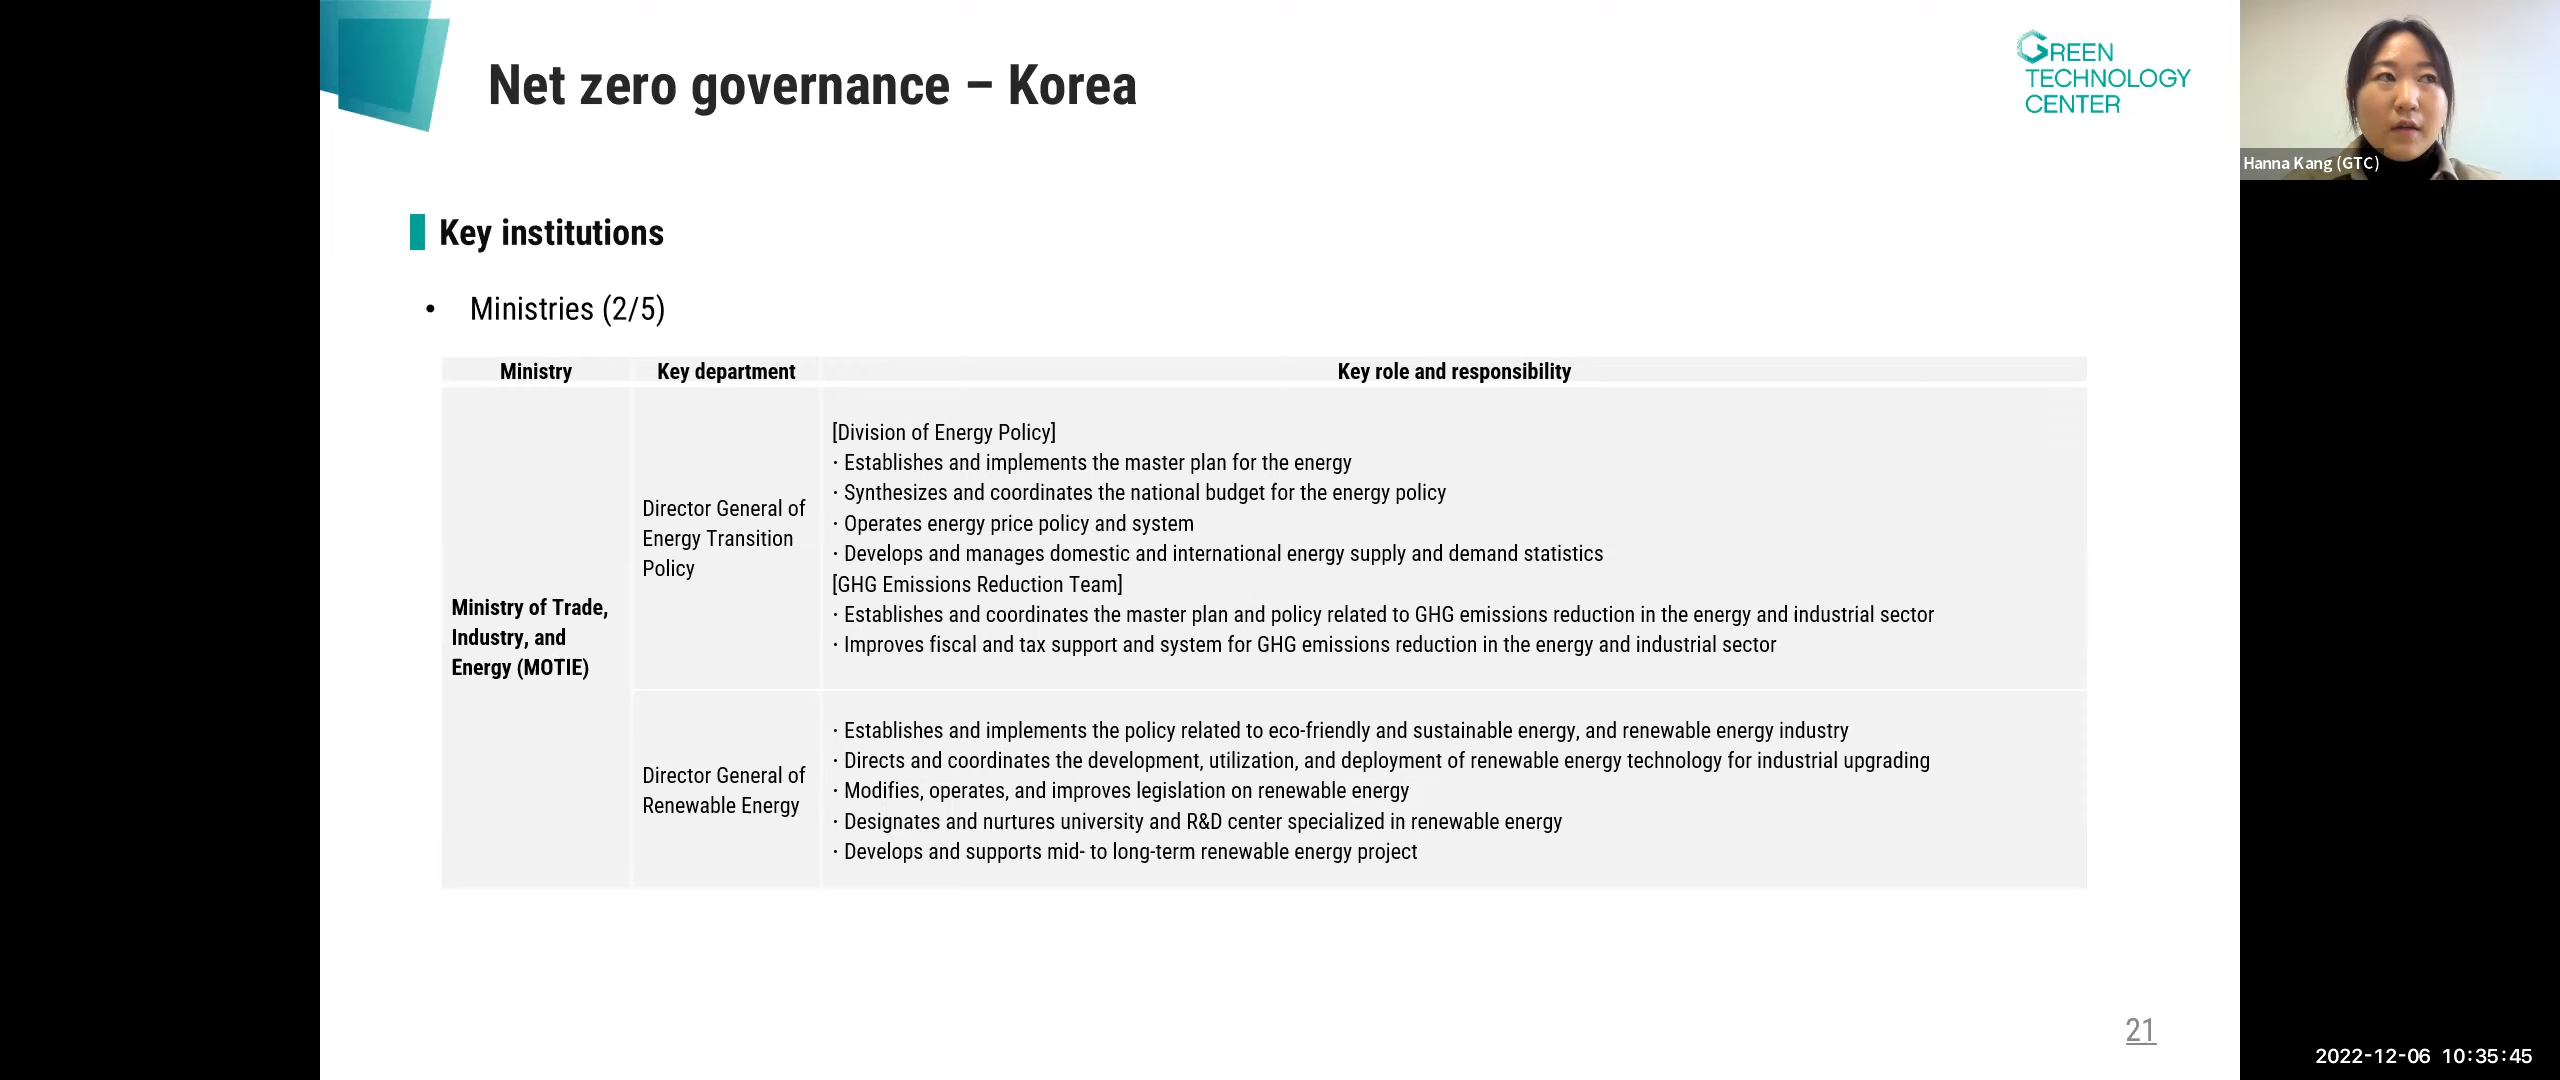 Net zero governance – Korea
GREEN
TECHNOLOGY
CENTER
Hanna Kang (GTC)
Key institutions
• Ministries (2/5)
Ministry
Key department
Key role and responsibility
Ministry of Trade,
Industry, and
Energy (MOTIE)
Director General of
Energy Transition
Policy
[Division of Energy Policy]
· Establishes and implements the master plan for the energy
· Synthesizes and coordinates the national budget for the energy policy
· Operates energy price policy and system
· Develops and manages domestic and international energy supply and demand statistics
[GHG Emissions Reduction Team]
· Establishes and coordinates the master plan and policy related to GHG emissions reduction in the energy and industrial sector
· Improves fiscal and tax support and system for GHG emissions reduction in the energy and industrial sector
Director General of
Renewable Energy
· Establishes and implements the policy related to eco-friendly and sustainable energy, and renewable energy industry
· Directs and coordinates the development, utilization, and deployment of renewable energy technology for industrial upgrading
· Modifies, operates, and improves legislation on renewable energy
· Designates and nurtures university and R&D center specialized in renewable energy
· Develops and supports mid- to long-term renewable energy project
21
2022-12-06 10:35:45